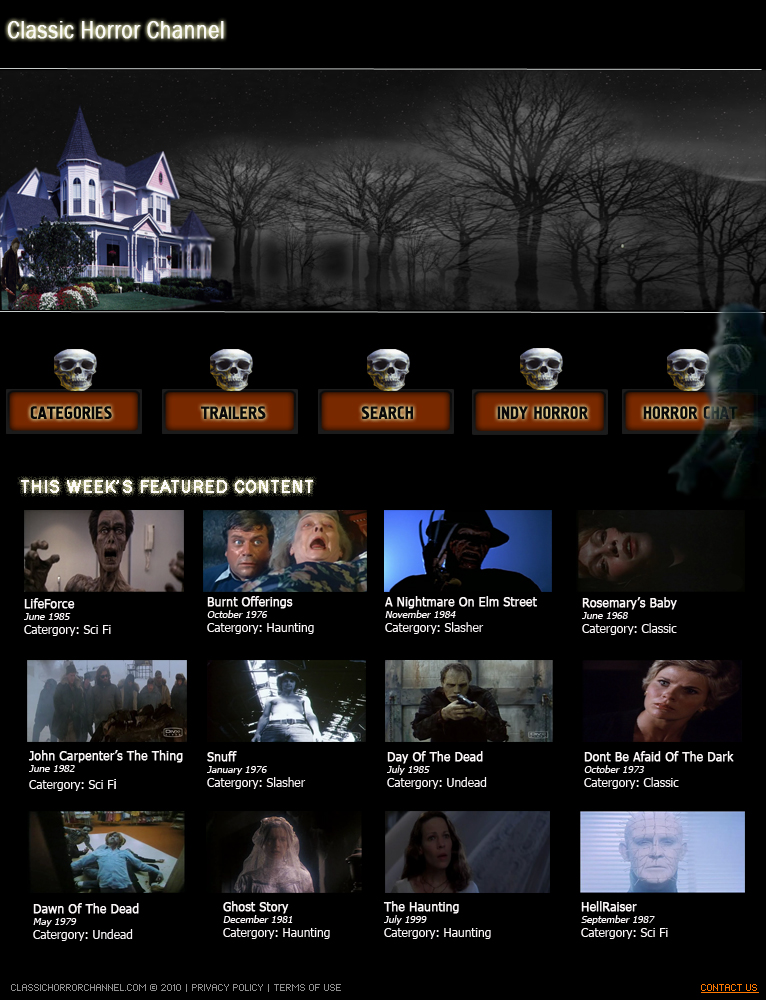 Classic Horror Channel
CATEGORIES
TRAILERS
SEARCH
INDY HORROR
HORROR CHAT
THIS WEEK'S FEATURED CONTENT
LifeForce
June 1985
Catergory: Sci Fi
Burnt Offerings
October 1976
Catergory: Haunting
A Nightmare On Elm Street
November 1984
Catergory: Slasher
Rosemary's Baby
June 1968
Catergory: Classic
John Carpenter's The Thing
June 1982
Catergory: Sci Fi
Snuff
January 1976
Catergory: Slasher
Day Of The Dead
July 1985
Catergory: Undead
Dont Be Afaid Of The Dark
October 1973
Catergory: Classic
Dawn Of The Dead
May 1979
Catergory: Undead
Ghost Story
December 1981
Catergory: Haunting
The Haunting
July 1999
Catergory: Haunting
HellRaiser
September 1987
Catergory: Sci Fi
CLASSICHORRORCHANNEL.COM © 2010 | PRIVACY POLICY | TERMS OF USE
CONTACT US